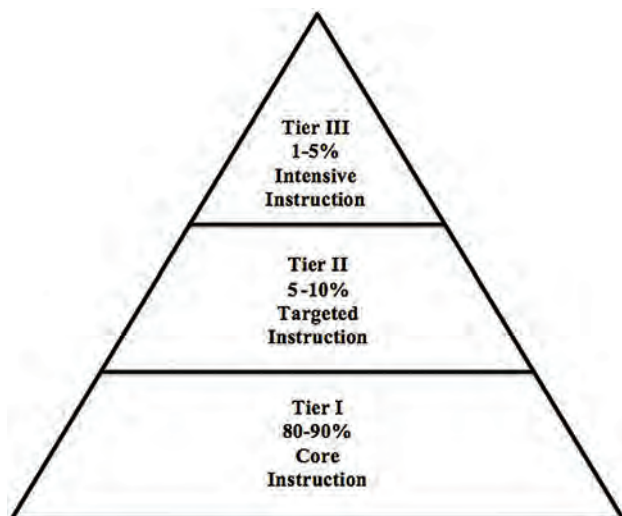 Tier III
1-5%
Intensive
Instruction
Tier II
5-10%
Targeted
Instruction
Tier I
80-90%
Core
Instruction